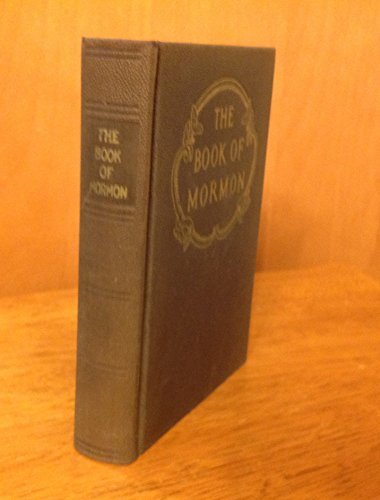 THE
BOOK
OF
MORMON
THE
BOOK OF
MORMON